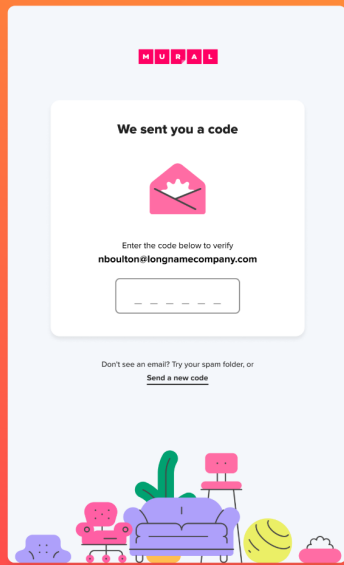 MURAL
We sent you a code
Enter the code below to verify
nboulton@longnamecompany.com
_ _ _ _ _ _
Don't see an email? Try your spam folder, or
Send a new code